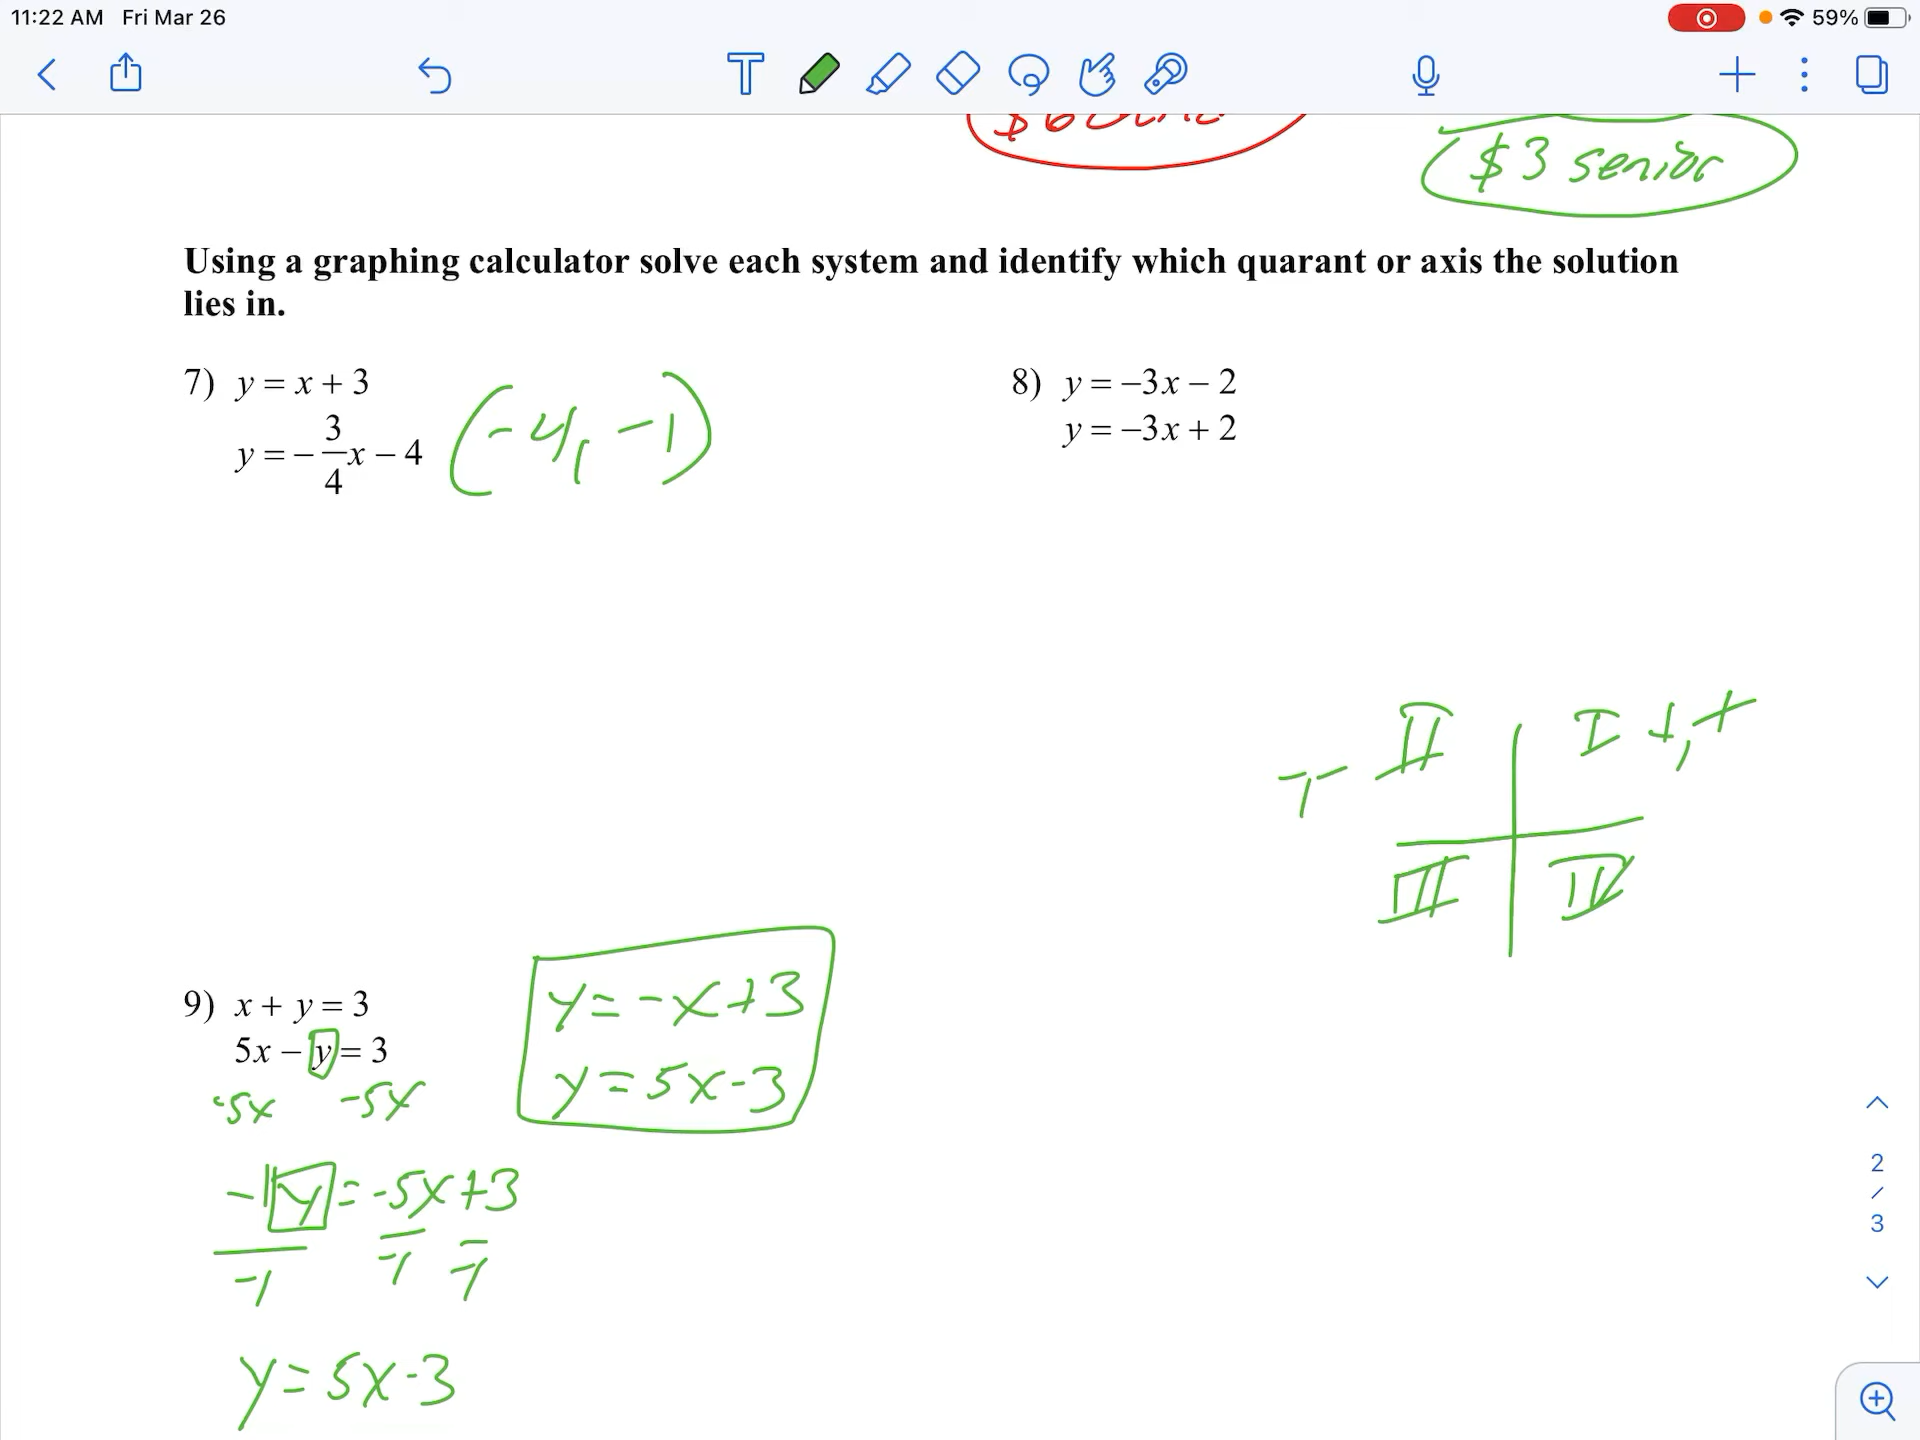 11:22 AM Fri Mar 26
59%
$3 senior
Using a graphing calculator solve each system and identify which quarant or axis the solution
lies in.
7) y = x + 3
y = −3/4x − 4
(-4, -1)
8) y = −3x − 2
y = −3x + 2
II
I +,+
III
IV
9) x + y = 3
5x − y = 3
-5x -5x
-1y = -5x+3
-1 -1 -1
y = 5x-3
y = -x+3
y = 5x-3
2
/
3